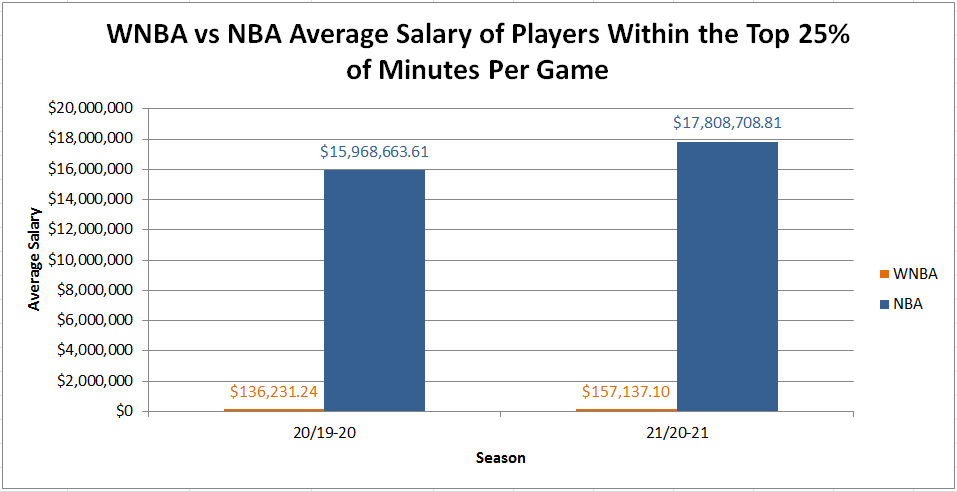 WNBA vs NBA Average Salary of Players Within the Top 25%
of Minutes Per Game
$20,000,000
$18,000,000
$16,000,000
$14,000,000
$12,000,000
$10,000,000
$8,000,000
$6,000,000
$4,000,000
$2,000,000
$0
Average Salary
$136,231.24
$15,968,663.61
$157,137.10
$17,808,708.81
20/19-20
21/20-21
Season
WNBA
NBA